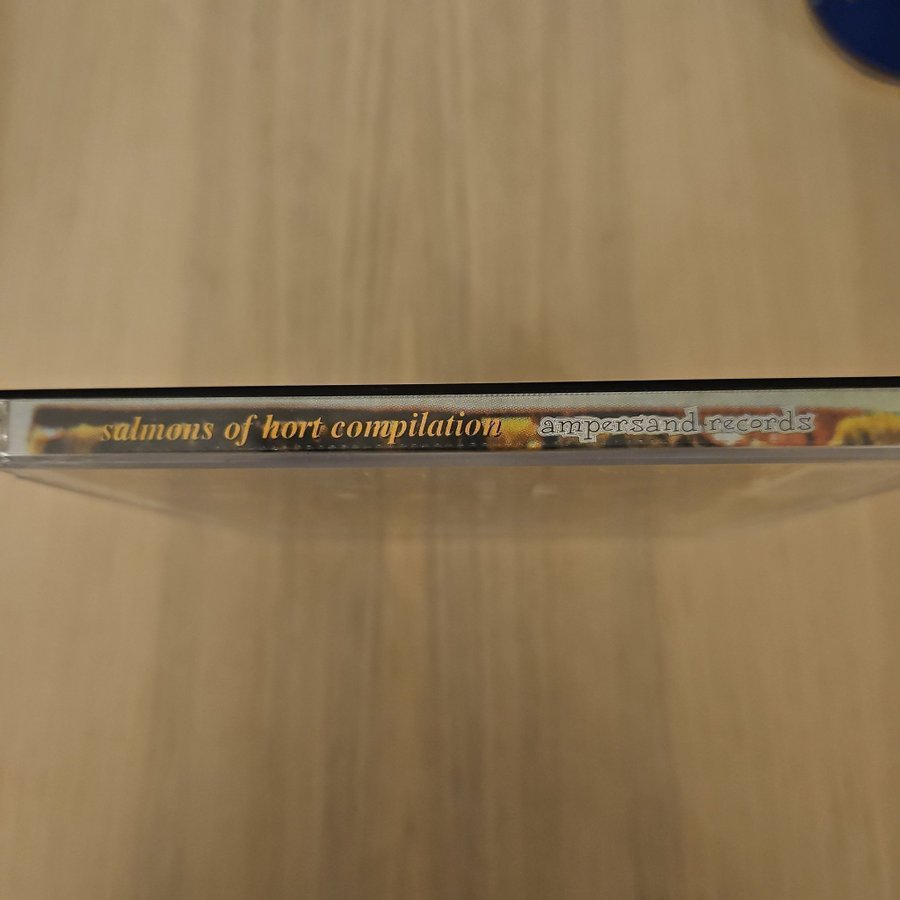 salmons of hort compilation ampersand records